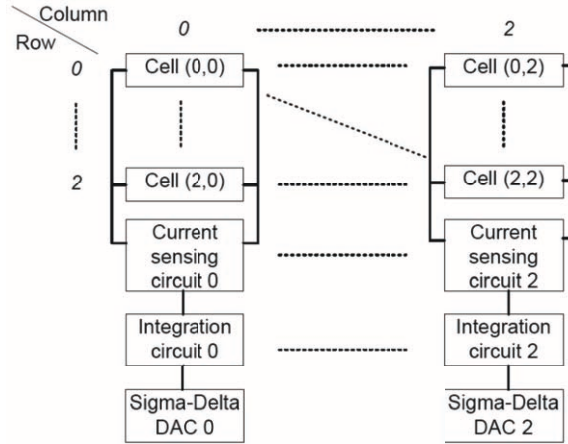 Column
Row
0
2
0
Cell (0,0)
Cell (0,2)
2
Cell (2,0)
Cell (2,2)
Current
sensing
circuit 0
Current
sensing
circuit 2
Integration
circuit 0
Integration
circuit 2
Sigma-Delta
DAC 0
Sigma-Delta
DAC 2